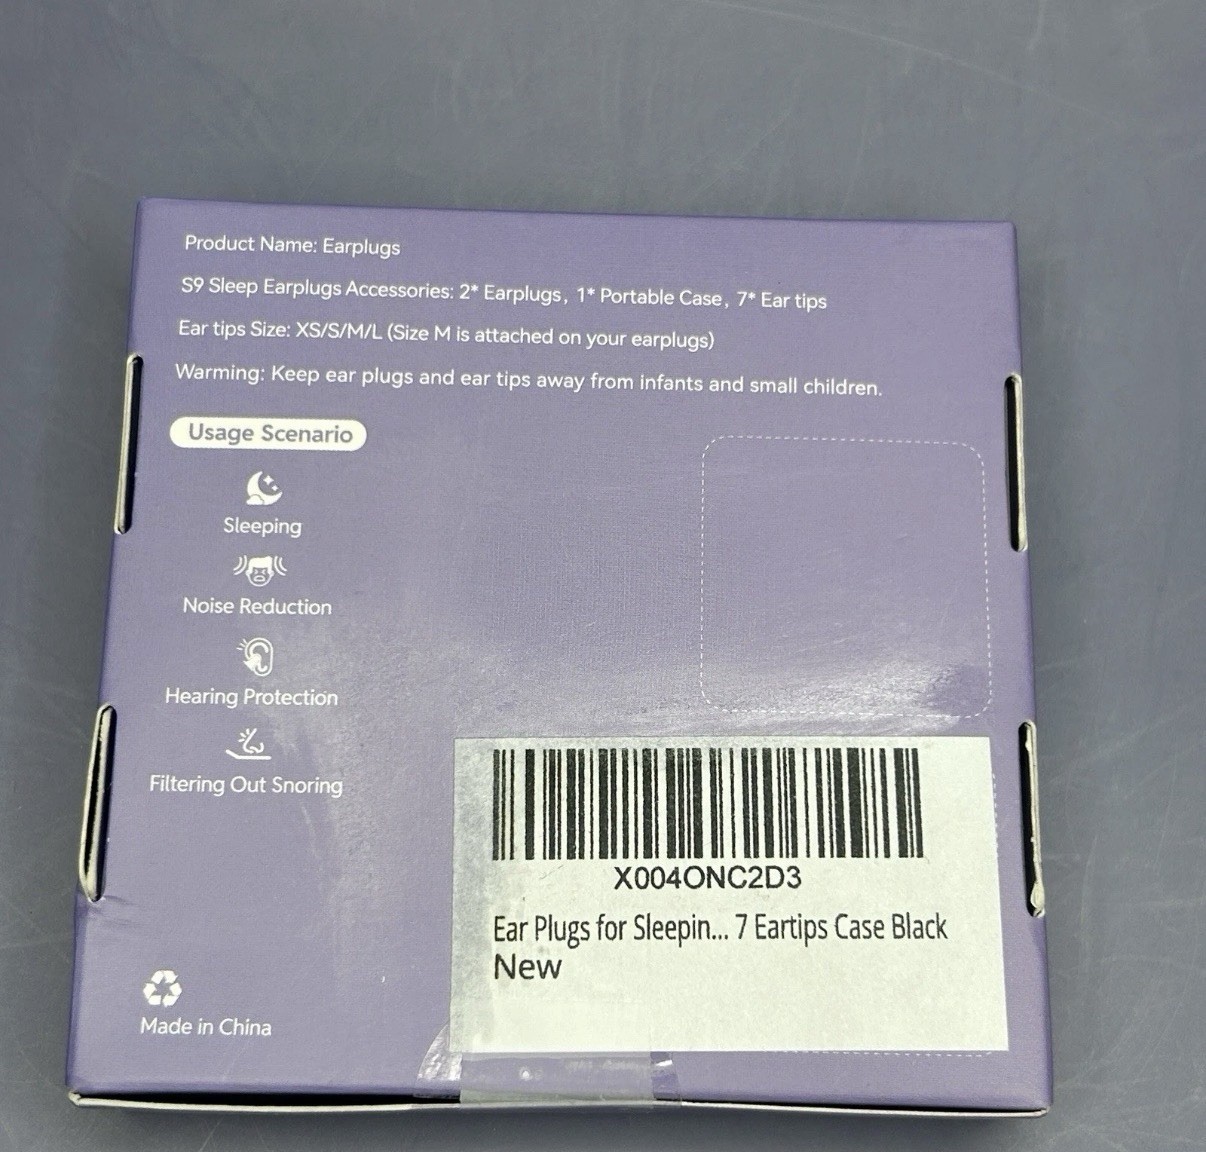 Product Name: Earplugs
S9 Sleep Earplugs Accessories: 2* Earplugs, 1* Portable Case, 7* Ear tips
Ear tips Size: XS/S/M/L (Size M is attached on your earplugs)
Warming: Keep ear plugs and ear tips away from infants and small children.
Usage Scenario
Sleeping
Noise Reduction
Hearing Protection
Filtering Out Snoring
X004ONC2D3
Ear Plugs for Sleepin... 7 Eartips Case Black
New
Made in China